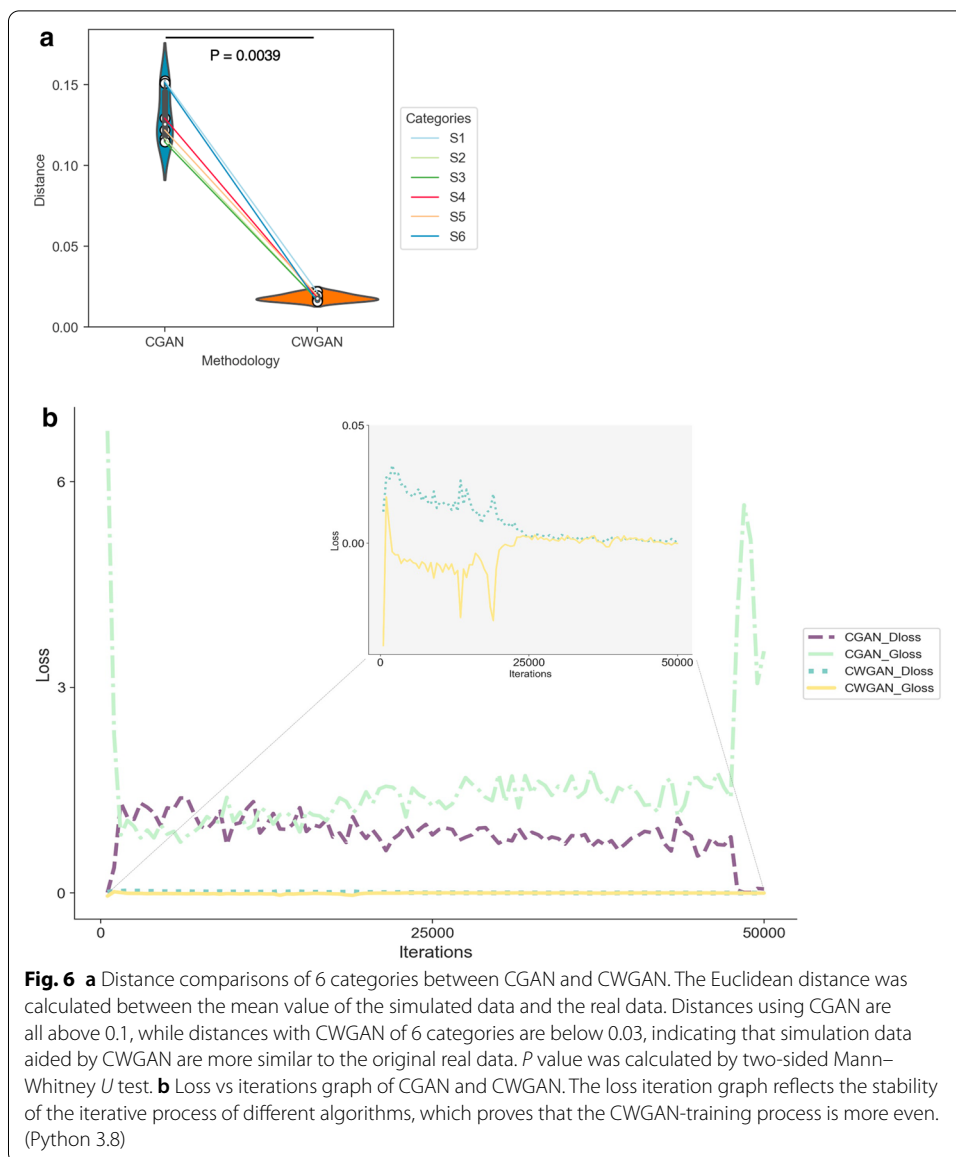 a
P = 0.0039
0.15
0.10
0.05
0.00
Distance
CGAN
CWGAN
Methodology
Categories
S1
S2
S3
S4
S5
S6
b
6
3
0
Loss
0
25000
50000
Iterations
0.05
0.00
Loss
0
25000
50000
Iterations
CGAN_Dloss
CGAN_Gloss
CWGAN_Dloss
CWGAN_Gloss
Fig. 6 a Distance comparisons of 6 categories between CGAN and CWGAN. The Euclidean distance was
calculated between the mean value of the simulated data and the real data. Distances using CGAN are
all above 0.1, while distances with CWGAN of 6 categories are below 0.03, indicating that simulation data
aided by CWGAN are more similar to the original real data. P value was calculated by two-sided Mann–
Whitney U test. b Loss vs iterations graph of CGAN and CWGAN. The loss iteration graph reflects the stability
of the iterative process of different algorithms, which proves that the CWGAN-training process is more even.
(Python 3.8)